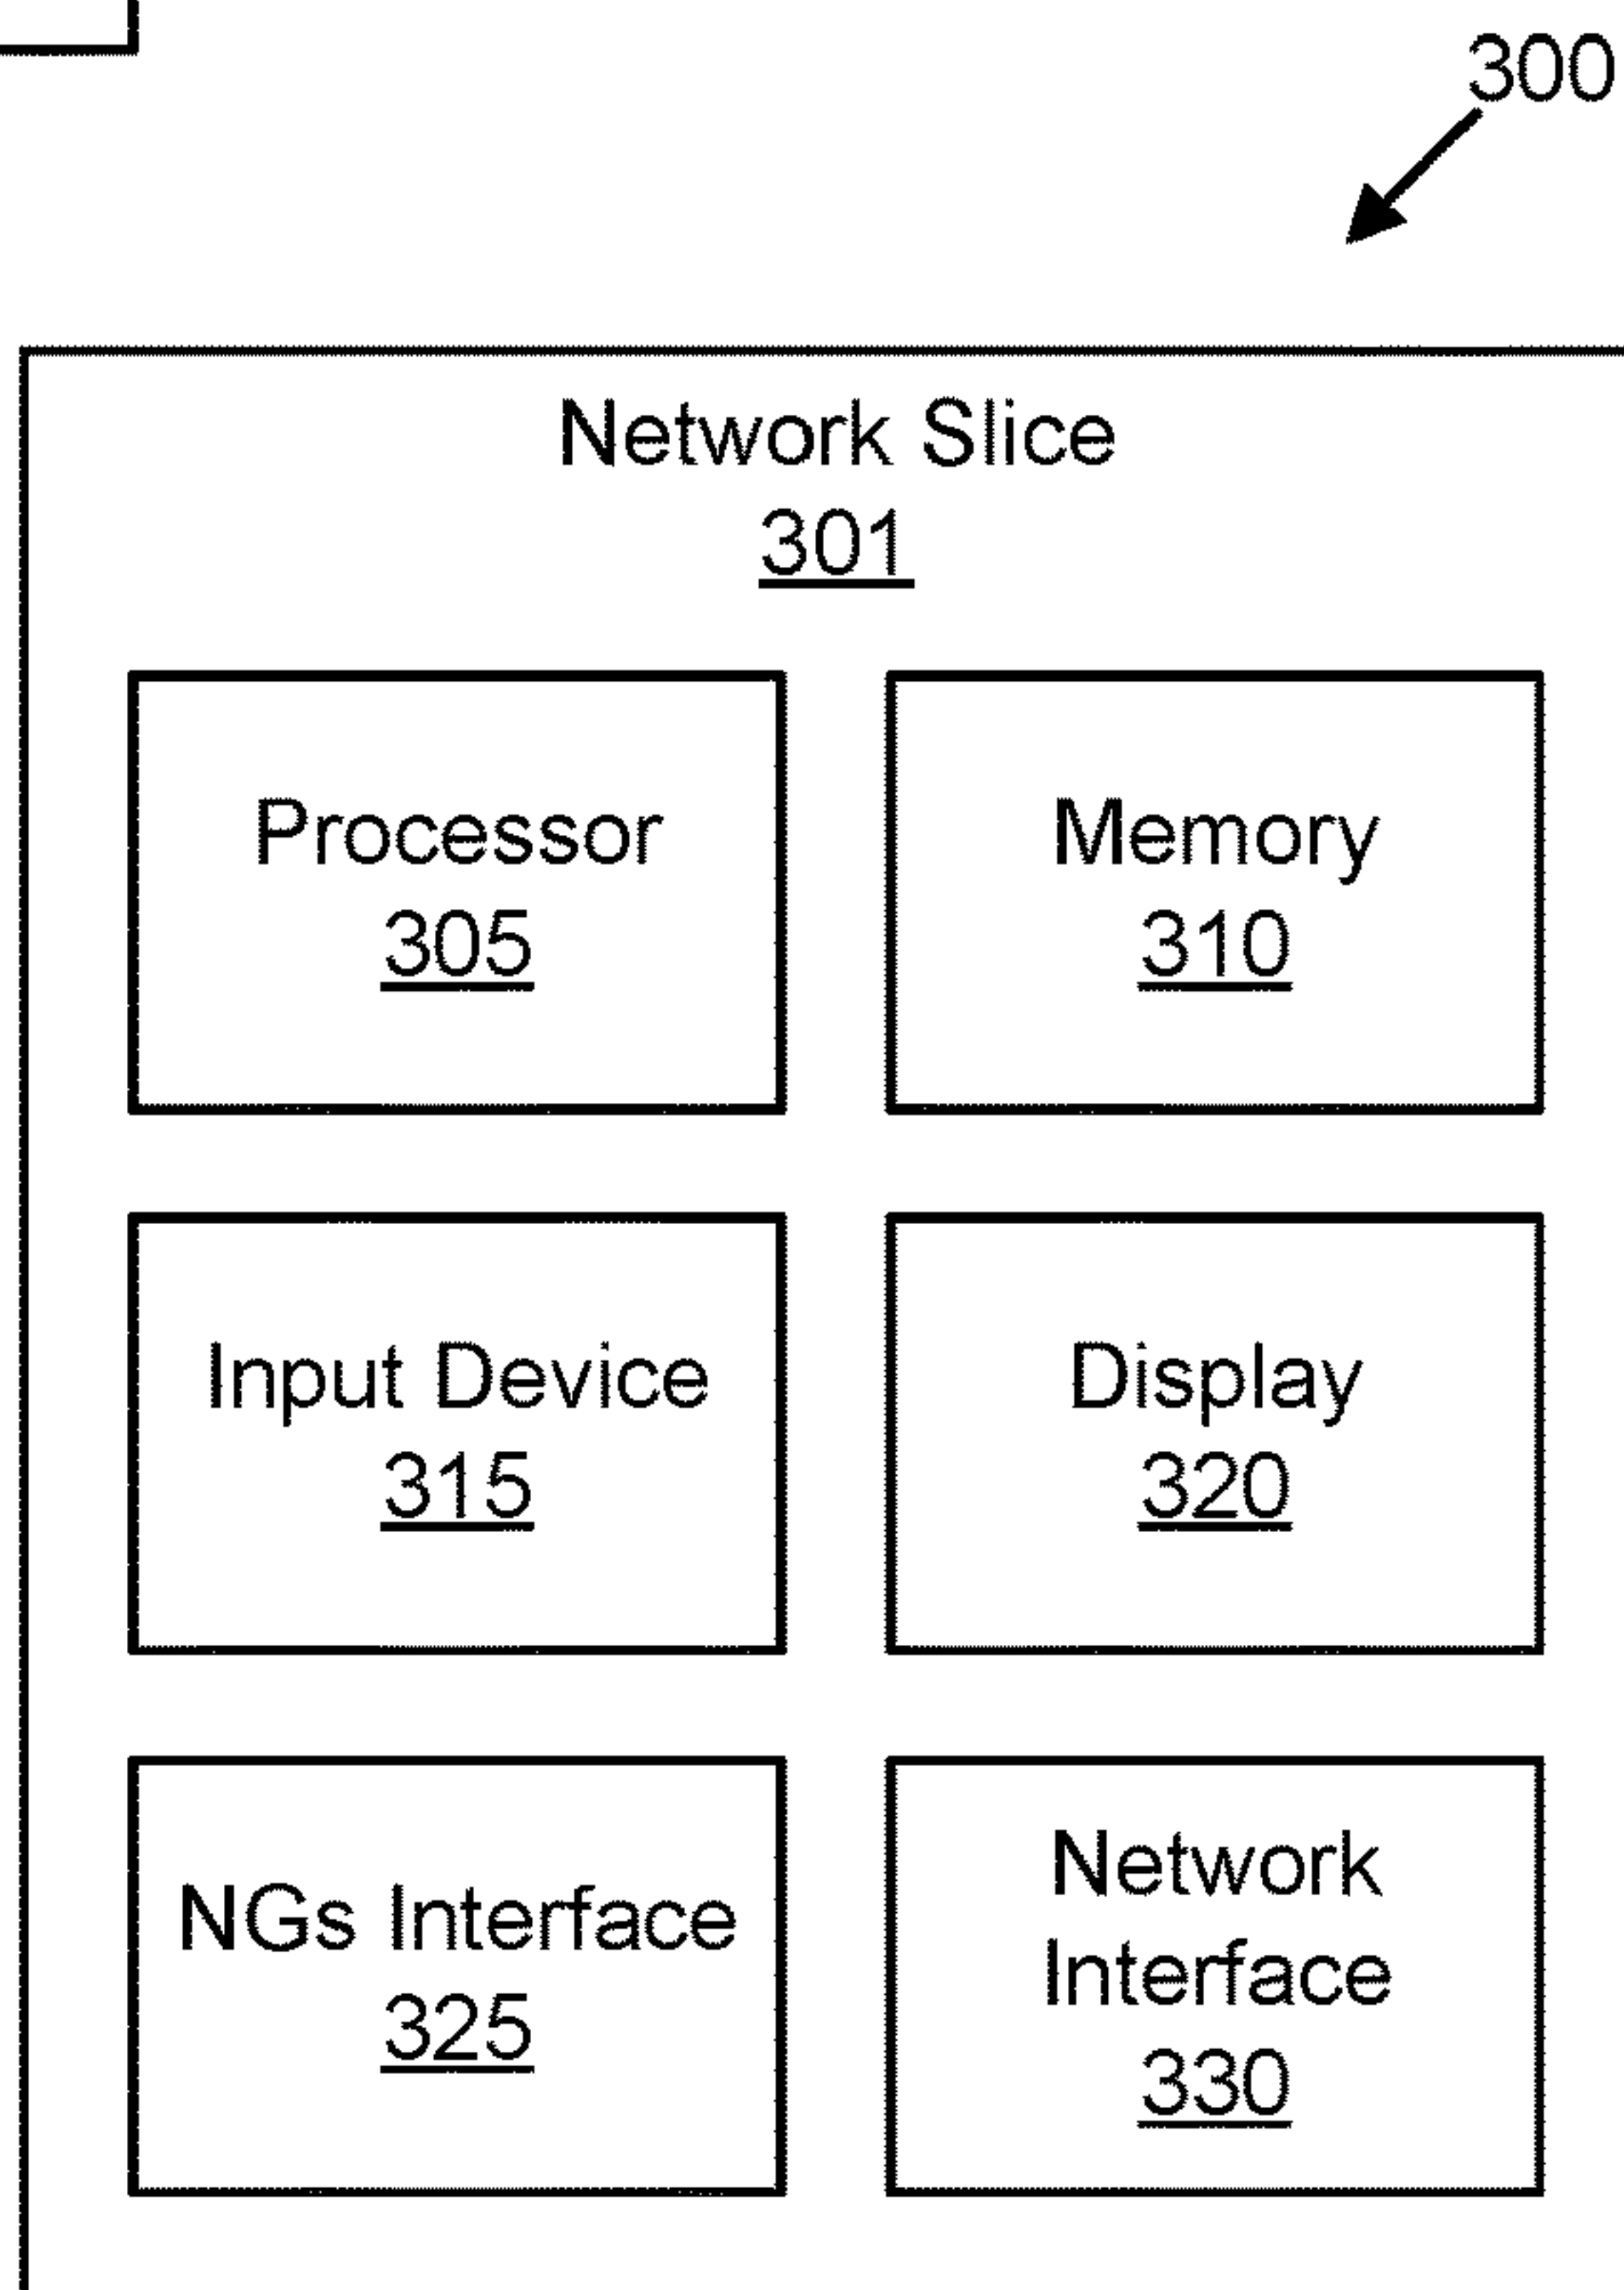 300
Network Slice
301
Processor
305
Memory
310
Input Device
315
Display
320
NGs Interface
325
Network
Interface
330